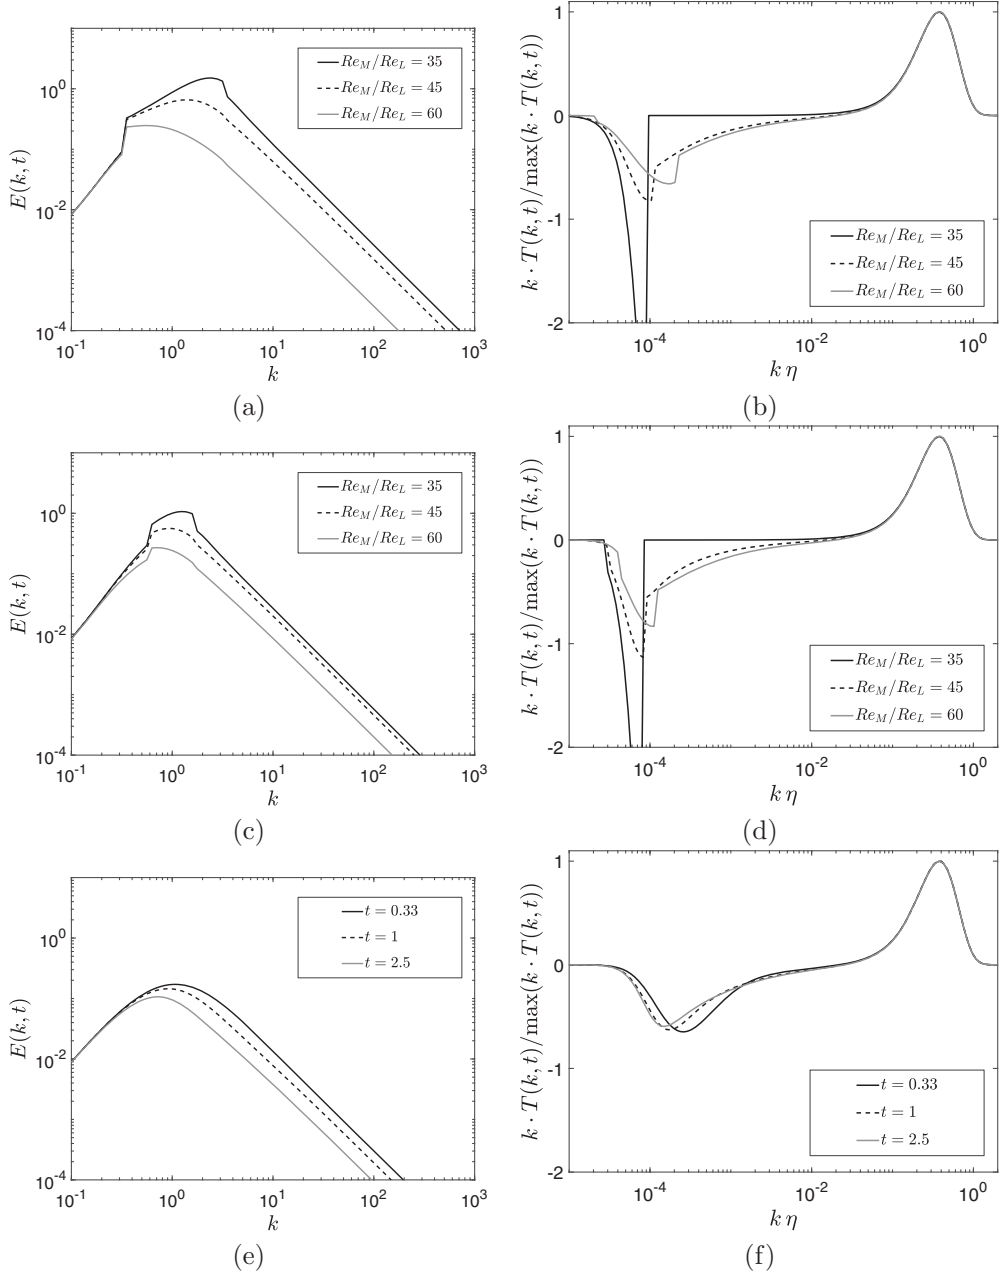 E(k,t)
10^0
10^-2
10^-4
10^-1 10^0 10^1 10^2 10^3
k
Re_M/Re_L = 35
Re_M/Re_L = 45
Re_M/Re_L = 60
(a)
k · T(k,t)/max(k · T(k,t))
1
0
-1
-2
10^-4 10^-2 10^0
k η
Re_M/Re_L = 35
Re_M/Re_L = 45
Re_M/Re_L = 60
(b)
E(k,t)
10^0
10^-2
10^-4
10^-1 10^0 10^1 10^2 10^3
k
Re_M/Re_L = 35
Re_M/Re_L = 45
Re_M/Re_L = 60
(c)
k · T(k,t)/max(k · T(k,t))
1
0
-1
-2
10^-4 10^-2 10^0
k η
Re_M/Re_L = 35
Re_M/Re_L = 45
Re_M/Re_L = 60
(d)
E(k,t)
10^0
10^-2
10^-4
10^-1 10^0 10^1 10^2 10^3
k
t = 0.33
t = 1
t = 2.5
(e)
k · T(k,t)/max(k · T(k,t))
1
0
-1
-2
10^-4 10^-2 10^0
k η
t = 0.33
t = 1
t = 2.5
(f)